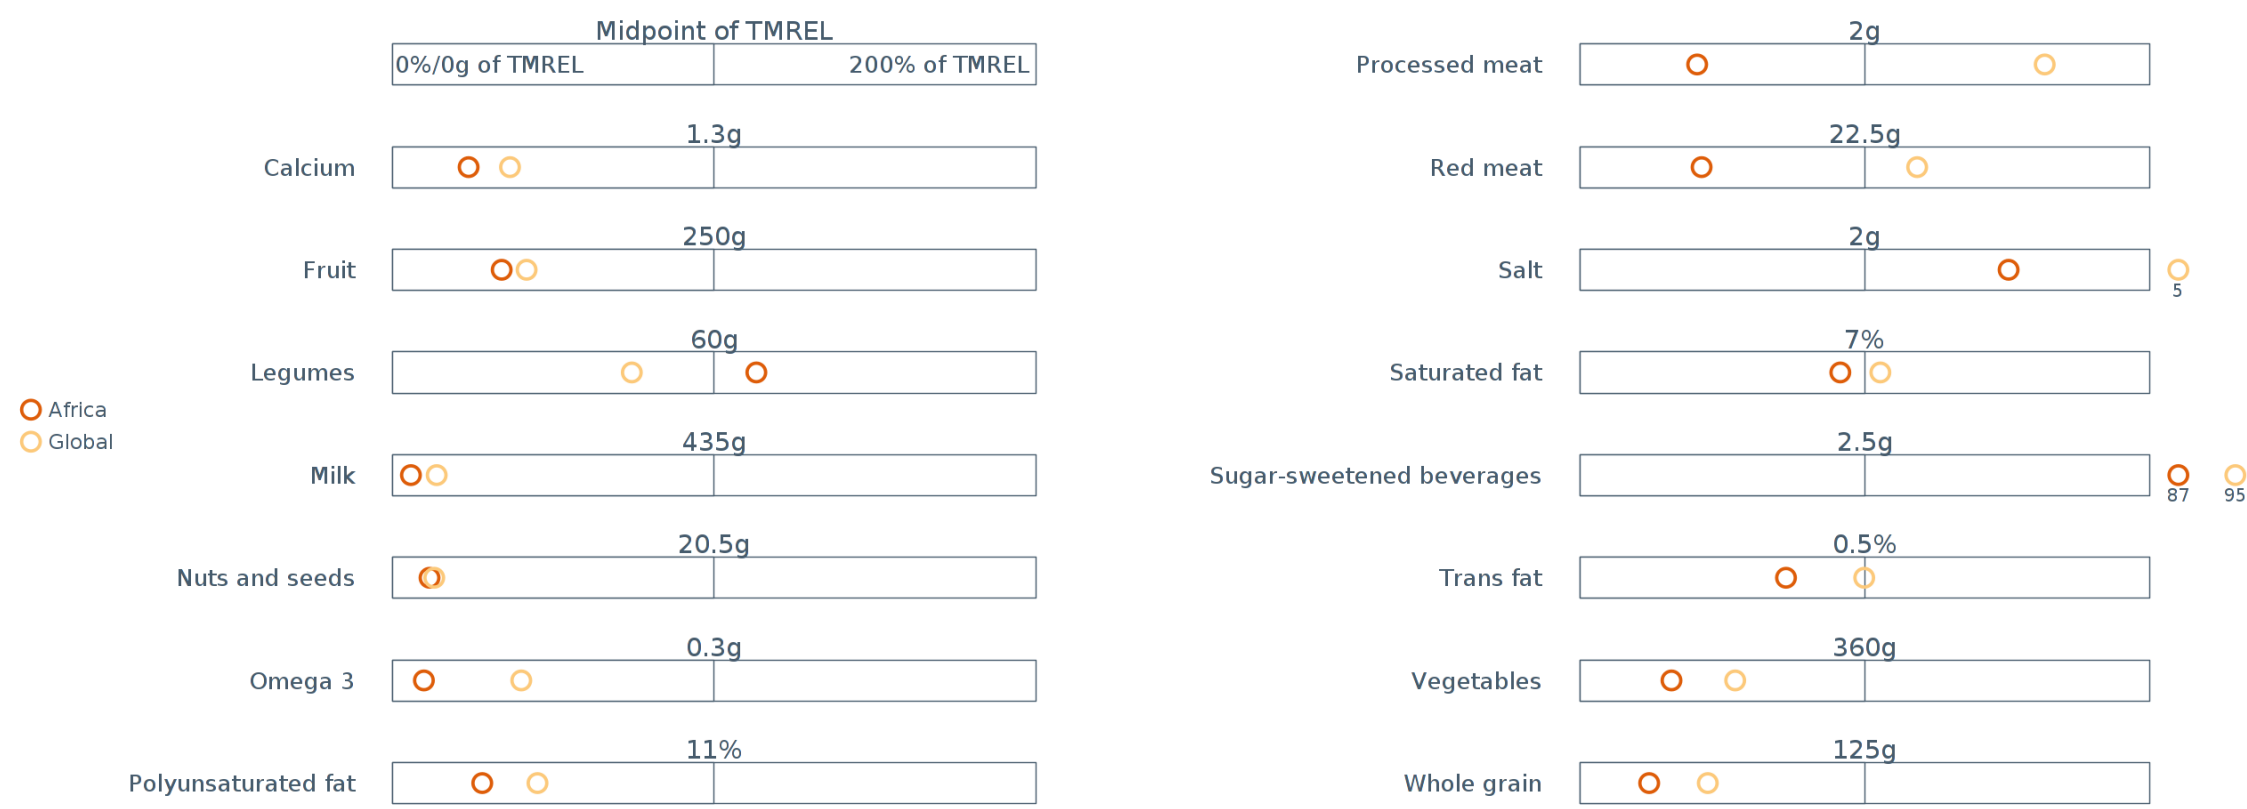 Midpoint of TMREL
0%/0g of TMREL 200% of TMREL
1.3g
Calcium
250g
Fruit
60g
Legumes
Africa
Global
435g
Milk
20.5g
Nuts and seeds
0.3g
Omega 3
11%
Polyunsaturated fat
2g
Processed meat
22.5g
Red meat
2g
Salt
5
7%
Saturated fat
2.5g
Sugar-sweetened beverages
87 95
0.5%
Trans fat
360g
Vegetables
125g
Whole grain